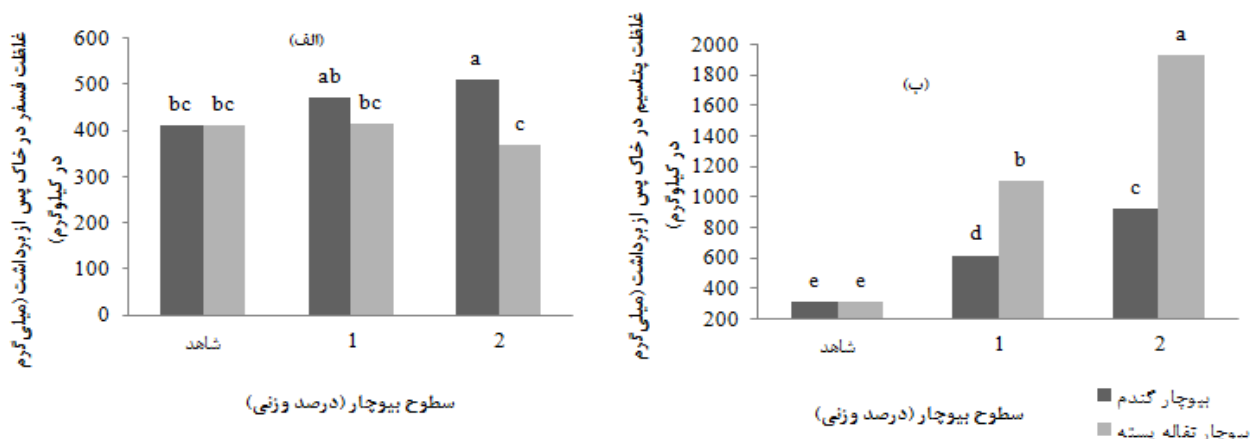 غلظت فسفر در خاک پس از برداشت (میلی‌گرم
در کیلوگرم)
(الف)
600
500
400
300
200
100
0
bc
bc
ab
bc
a
c
شاهد
1
2
سطوح بیوچار (درصد وزنی)
غلظت پتاسیم در خاک پس از برداشت (میلی‌گرم
در کیلوگرم)
(ب)
2000
1800
1600
1400
1200
1000
800
600
400
200
e
e
d
b
c
a
شاهد
1
2
سطوح بیوچار (درصد وزنی)
بیوچار گندم
بیوچار تفاله پسته